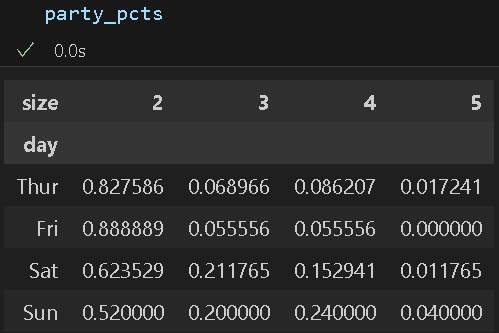 party_pcts
0.0s
size 2 3 4 5
day
Thur 0.827586 0.068966 0.086207 0.017241
Fri 0.888889 0.055556 0.055556 0.000000
Sat 0.623529 0.211765 0.152941 0.011765
Sun 0.520000 0.200000 0.240000 0.040000